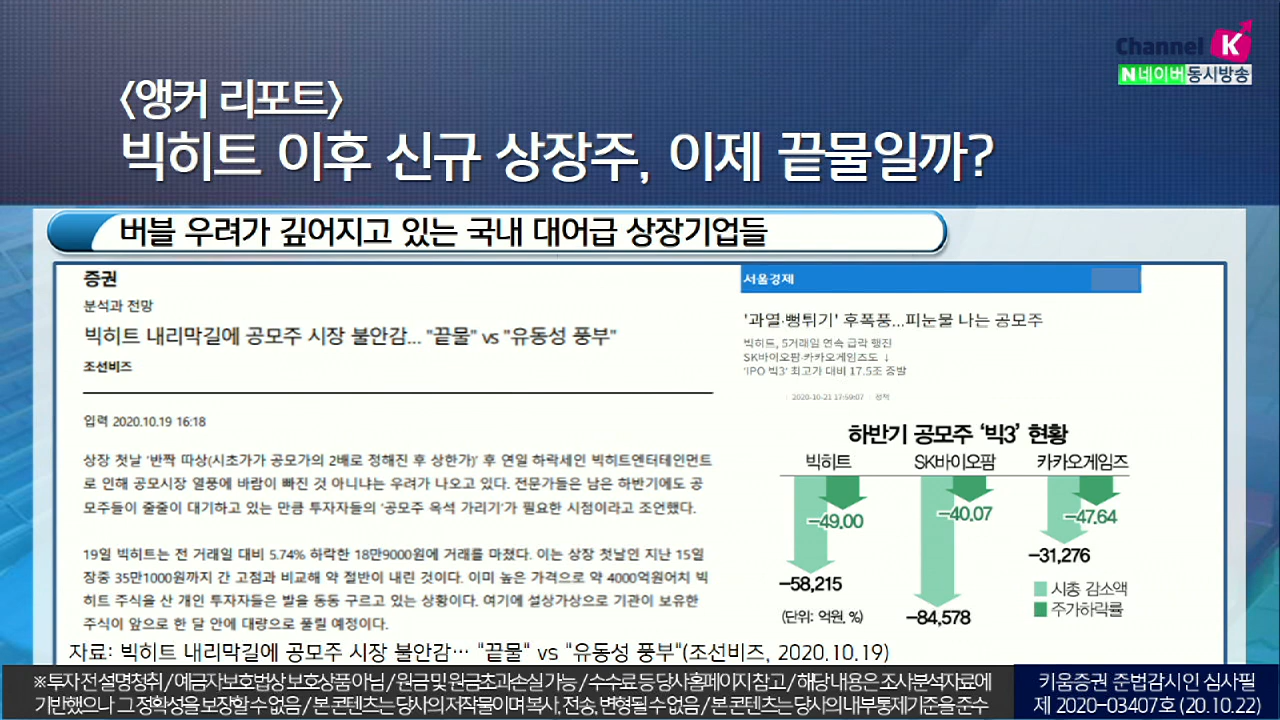 Channel K
N네이버 동시방송
<앵커 리포트>
빅히트 이후 신규 상장주, 이제 끝물일까?
버블 우려가 깊어지고 있는 국내 대어급 상장기업들
증권
분석과 전망
빅히트 내리막길에 공모주 시장 불안감... "끝물" vs "유동성 풍부"
조선비즈
입력 2020.10.19 16:18
상장 첫날 '반짝 따상(시초가가 공모가의 2배로 정해진 후 상한가)' 후 연일 하락세인 빅히트엔터테인먼트
로 인해 공모시장 열풍에 바람이 빠진 것 아니냐는 우려가 나오고 있다. 전문가들은 남은 하반기에도 공
모주들이 줄줄이 대기하고 있는 만큼 투자자들의 '공모주 옥석 가리기'가 필요한 시점이라고 조언했다.
19일 빅히트는 전 거래일 대비 5.74% 하락한 18만9000원에 거래를 마쳤다. 이는 상장 첫날인 지난 15일
장중 35만1000원까지 간 고점과 비교해 약 절반이 내린 것이다. 이미 높은 가격으로 약 4000억원어치 빅
히트 주식을 산 개인 투자자들은 발을 동동 구르고 있는 상황이다. 여기에 설상가상으로 기관이 보유한
주식이 앞으로 한 달 안에 대량으로 풀릴 예정이다.
서울경제
'과열·뻥튀기' 후폭풍...피눈물 나는 공모주
빅히트, 5거래일 연속 급락 행진
SK바이오팜·카카오게임즈도 ↓
'IPO 빅3' 최고가 대비 17.5조 증발
2020-10-21 17:59:07 정책
하반기 공모주 '빅3' 현황
빅히트 SK바이오팜 카카오게임즈
-49.00 -40.07 -47.64
-58,215 -84,578 -31,276
시총 감소액
주가하락률
(단위: 억원, %)
자료: 빅히트 내리막길에 공모주 시장 불안감… "끝물" vs "유동성 풍부"(조선비즈, 2020.10.19)
※ 투자 전 설명청취 / 예금자보호법상 보호상품 아님 / 원금 및 원금초과손실 가능 / 수수료 등 당사 홈페이지 참고 / 해당 내용은 조사분석자료에
기반했으나 그 정확성을 보장할 수 없음 / 본 콘텐츠는 당사의 저작물이며 복사, 전송, 변형될 수 없음 / 본 콘텐츠는 당사의 내부통제기준을 준수
키움증권 준법감시인 심사필
제 2020-03407호 (20.10.22)